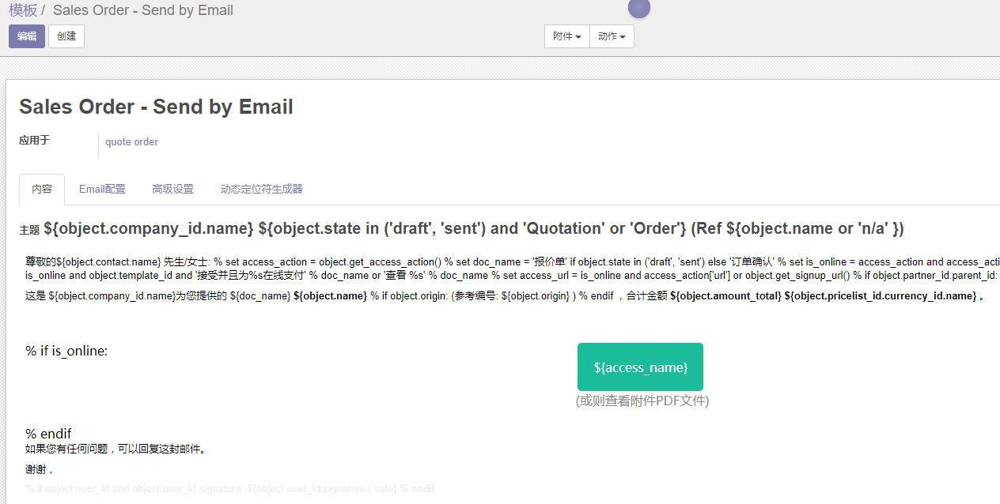 模板 / Sales Order - Send by Email
编辑 创建 附件 动作
Sales Order - Send by Email
应用于 quote order
内容 Email配置 高级设置 动态定位符生成器
主题 ${object.company_id.name} ${object.state in ('draft', 'sent') and 'Quotation' or 'Order'} (Ref ${object.name or 'n/a' })
尊敬的${object.contact.name} 先生/女士: % set access_action = object.get_access_action() % set doc_name = '报价单' if object.state in ('draft', 'sent') else '订单确认' % set is_online = access_action and access_acti
is_online and object.template_id and '接受并且为%s在线支付' % doc_name or '查看 %s' % doc_name % set access_url = is_online and access_action['url'] or object.get_signup_url() % if object.partner_id.parent_id:
这是 ${object.company_id.name}为您提供的 ${doc_name} ${object.name} % if object.origin: (参考编号: ${object.origin} ) % endif ，合计金额 ${object.amount_total} ${object.pricelist_id.currency_id.name} 。
% if is_online:
${access_name}
(或则查看附件PDF文件)
% endif
如果您有任何问题，可以回复这封邮件。
谢谢，
% if object.user_id and object.user_id.signature: ${object.user_id.signature | safe} % endif